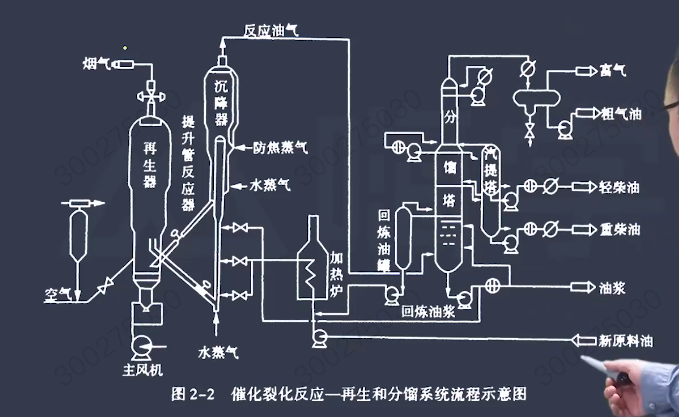 反应油气
烟气
沉降器
提升管反应器
再生器
防焦蒸气
水蒸气
空气
主风机
水蒸气
加热炉
回炼油罐
回炼油浆
分馏塔
汽提塔
富气
粗气油
轻柴油
重柴油
油浆
新原料油
图2-2 催化裂化反应—再生和分馏系统流程示意图
300275030
300275030
300275030
300275030